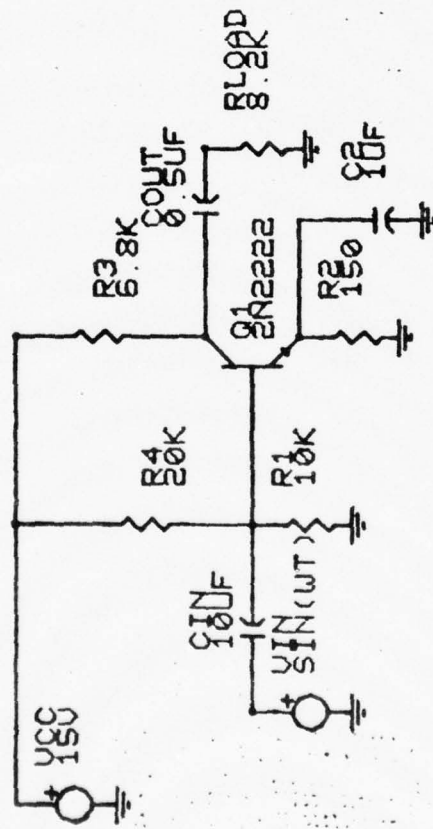 VCC
15V
R4
20K
R3
6.8K
COUT
0.5UF
RLOAD
8.2K
CIN
10UF
VIN
SIN(WT)
R1
10K
Q1
2N2222
R2
150
C2
1UF